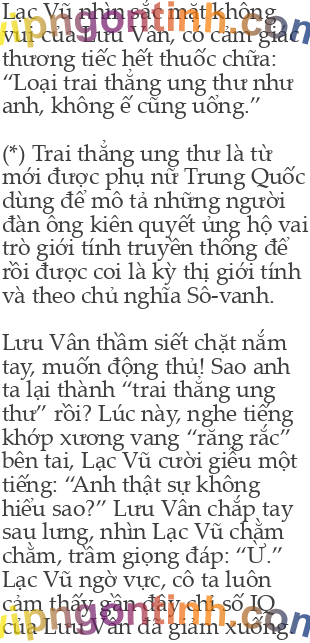 Lạc Vũ nhìn sắc mặt không
vui của Lưu Vân, có cảm giác
thương tiếc hết thuốc chữa:
“Loại trai thẳng ung thư như
anh, không ế cũng uổng.”
(*) Trai thẳng ung thư là từ
mới được phụ nữ Trung Quốc
dùng để mô tả những người
đàn ông kiên quyết ủng hộ vai
trò giới tính truyền thống để
rồi được coi là kỳ thị giới tính
và theo chủ nghĩa Sô-vanh.
Lưu Vân thầm siết chặt nắm
tay, muốn động thủ! Sao anh
ta lại thành “trai thẳng ung
thư” rồi? Lúc này, nghe tiếng
khớp xương vang “răng rắc”
bên tai, Lạc Vũ cười giễu một
tiếng: “Anh thật sự không
hiểu sao?” Lưu Vân chắp tay
sau lưng, nhìn Lạc Vũ chằm
chằm, trầm giọng đáp: “Ừ.”
Lạc Vũ ngờ vực, cô ta luôn
cảm thấy gần đây chỉ số IQ
của Lưu Vân đã giảm xuống
vipngontinh.com
vipngontinh.com